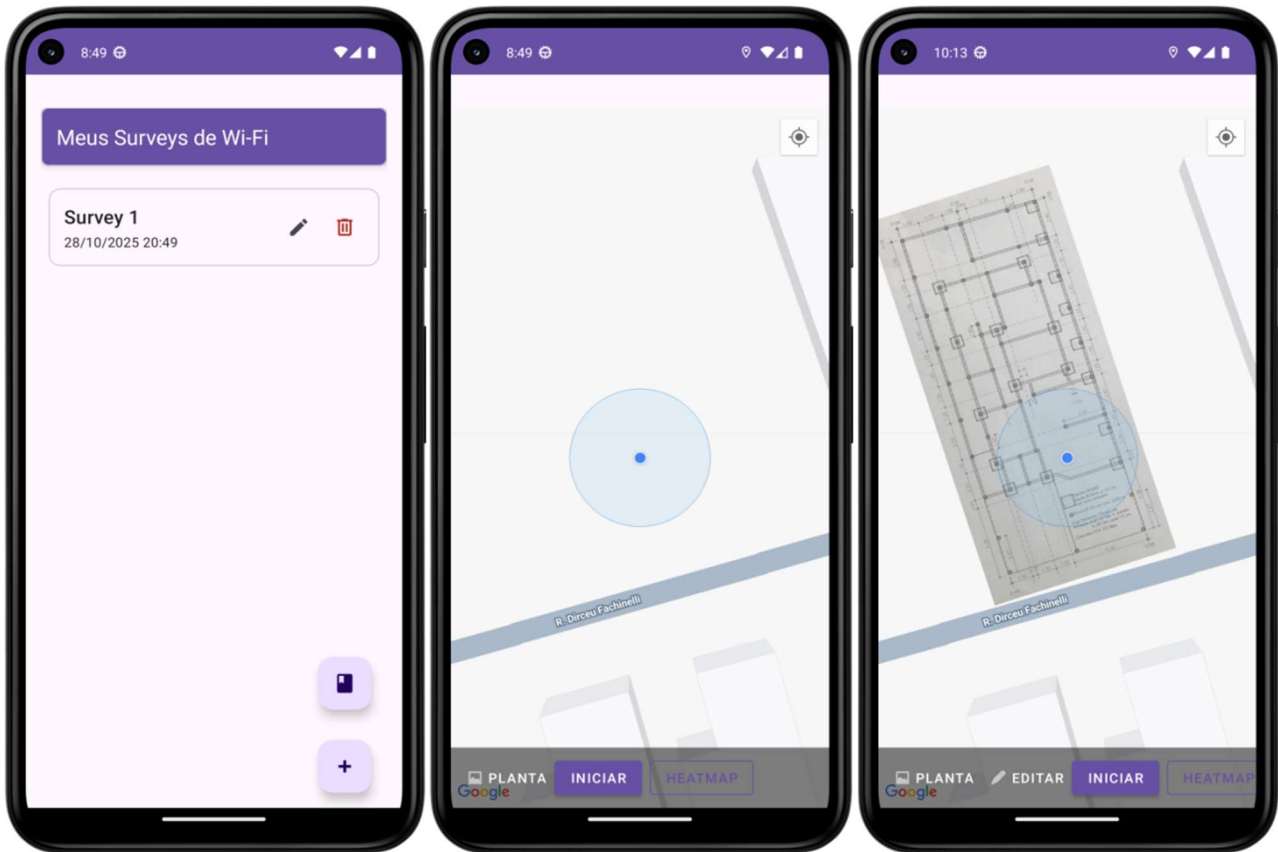 8:49
Meus Surveys de Wi-Fi
Survey 1
28/10/2025 20:49
8:49
R. Dirceu Fachinelli
PLANTA INICIAR HEATMAP
Google
10:13
R. Dirceu Fachinelli
PLANTA EDITAR INICIAR HEATMAP
Google